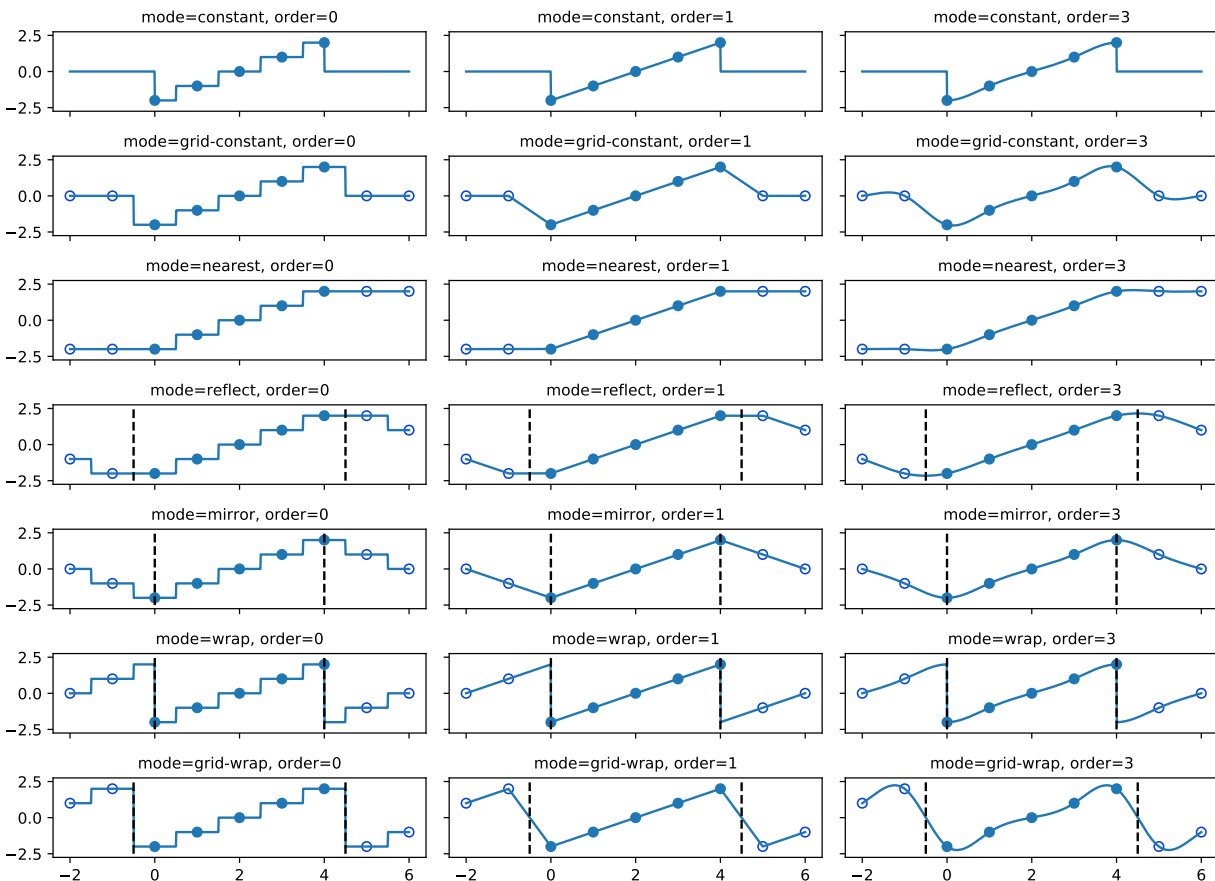 mode=constant, order=0 mode=constant, order=1 mode=constant, order=3
2.5
0.0
−2.5
mode=grid-constant, order=0 mode=grid-constant, order=1 mode=grid-constant, order=3
2.5
0.0
−2.5
mode=nearest, order=0 mode=nearest, order=1 mode=nearest, order=3
2.5
0.0
−2.5
mode=reflect, order=0 mode=reflect, order=1 mode=reflect, order=3
2.5
0.0
−2.5
mode=mirror, order=0 mode=mirror, order=1 mode=mirror, order=3
2.5
0.0
−2.5
mode=wrap, order=0 mode=wrap, order=1 mode=wrap, order=3
2.5
0.0
−2.5
mode=grid-wrap, order=0 mode=grid-wrap, order=1 mode=grid-wrap, order=3
2.5
0.0
−2.5
−2 0 2 4 6 −2 0 2 4 6 −2 0 2 4 6